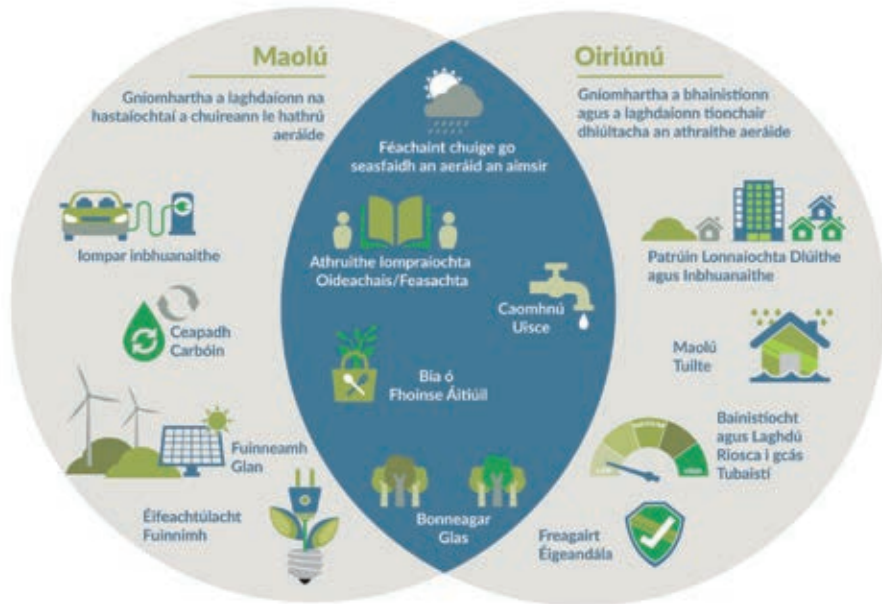 Maolú
Gníomhartha a laghdaíonn na
hastaíochtaí a chuireann le hathrú
aeráide
Iompar inbhuanaithe
Ceapadh
Carbóin
Fuinneamh
Glan
Éifeachtúlacht
Fuinnimh
Féachaint chuige go
seasfaidh an aeráid an aimsir
Athruithe Iompraíochta
Oideachais/Feasachta
Caomhnú
Uisce
Bia ó
Fhoinse Áitiúil
Bonneagar
Glas
Oiriúnú
Gníomhartha a bhainistíonn
agus a laghdaíonn tionchair
dhiúltacha an athraithe aeráide
Patrúin Lonnaíochta Dlúithe
agus Inbhuanaithe
Maolú
Tuilte
Bainistíocht
agus Laghdú
Riosca i gcás
Tubaistí
Freagairt
Éigeandála